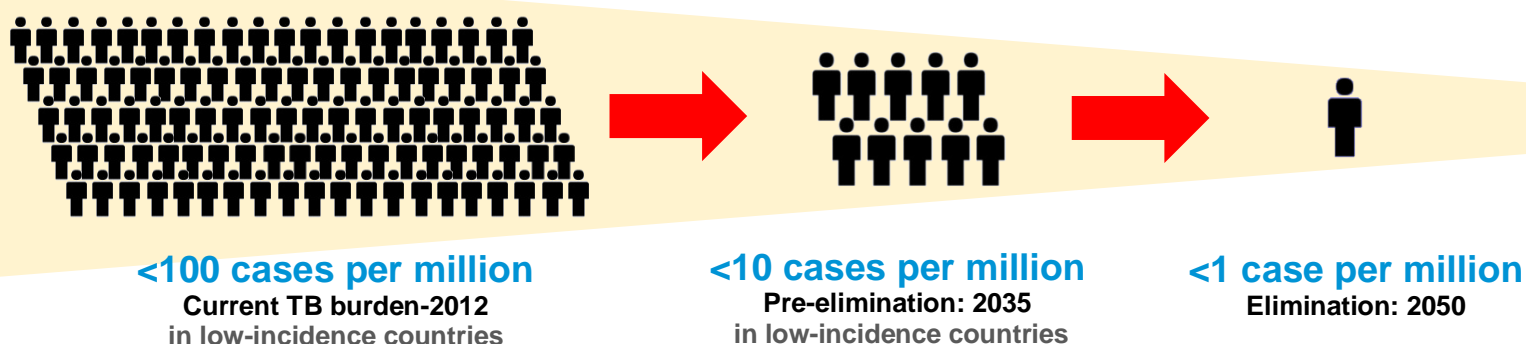 <100 cases per million
Current TB burden-2012
in low-incidence countries
<10 cases per million
Pre-elimination: 2035
in low-incidence countries
<1 case per million
Elimination: 2050